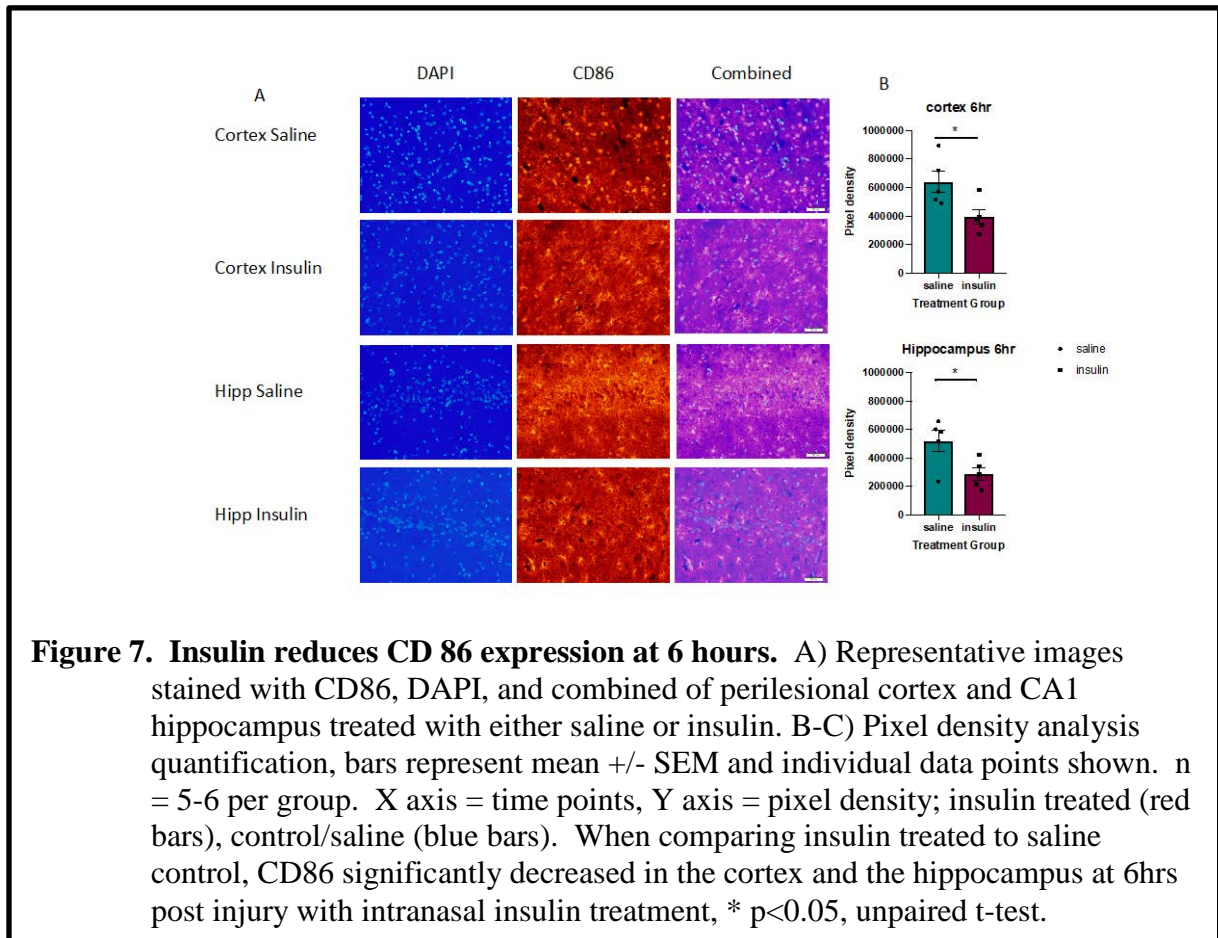 DAPI CD86 Combined
A
B
Cortex Saline
Cortex Insulin
Hipp Saline
Hipp Insulin
cortex 6hr
*
1000000
800000
600000
400000
200000
0
Pixel density
saline insulin
Treatment Group
Hippocampus 6hr
saline
insulin
*
1000000
800000
600000
400000
200000
0
Pixel density
saline insulin
Treatment Group
Figure 7. Insulin reduces CD 86 expression at 6 hours. A) Representative images
stained with CD86, DAPI, and combined of perilesional cortex and CA1
hippocampus treated with either saline or insulin. B-C) Pixel density analysis
quantification, bars represent mean +/- SEM and individual data points shown. n
= 5-6 per group. X axis = time points, Y axis = pixel density; insulin treated (red
bars), control/saline (blue bars). When comparing insulin treated to saline
control, CD86 significantly decreased in the cortex and the hippocampus at 6hrs
post injury with intranasal insulin treatment, * p<0.05, unpaired t-test.